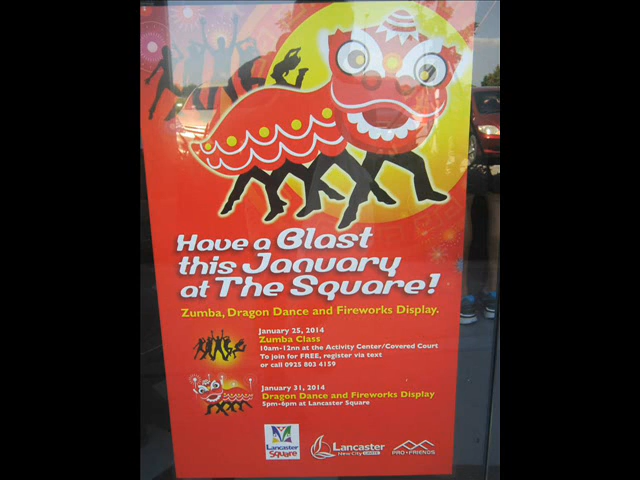 Have a Blast
this January
at The Square!
Zumba, Dragon Dance and Fireworks Display.
January 25, 2014
Zumba Class
10am-12nn at the Activity Center/Covered Court
To join for FREE, register via text
or call 0925 803 4159
January 31, 2014
Dragon Dance and Fireworks Display
5pm-6pm at Lancaster Square
Lancaster
Square
Lancaster
New City
PRO•FRIENDS